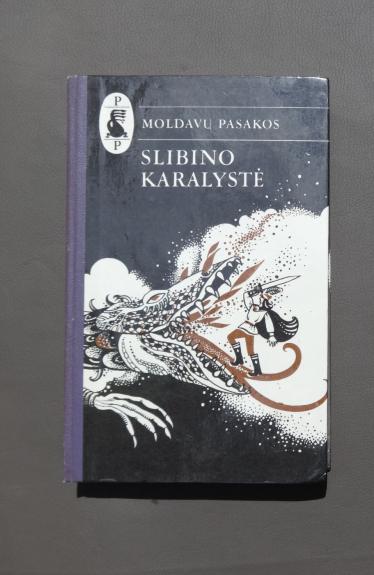 P
P
MOLDAVŲ PASAKOS
SLIBINO
KARALYSTĖ